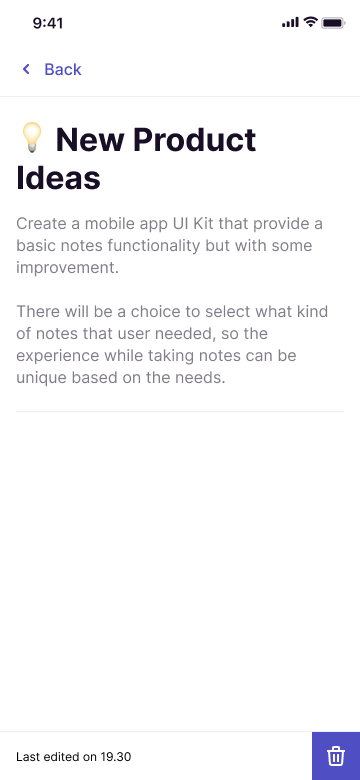 9:41
Back
💡 New Product
Ideas
Create a mobile app UI Kit that provide a
basic notes functionality but with some
improvement.
There will be a choice to select what kind
of notes that user needed, so the
experience while taking notes can be
unique based on the needs.
Last edited on 19.30